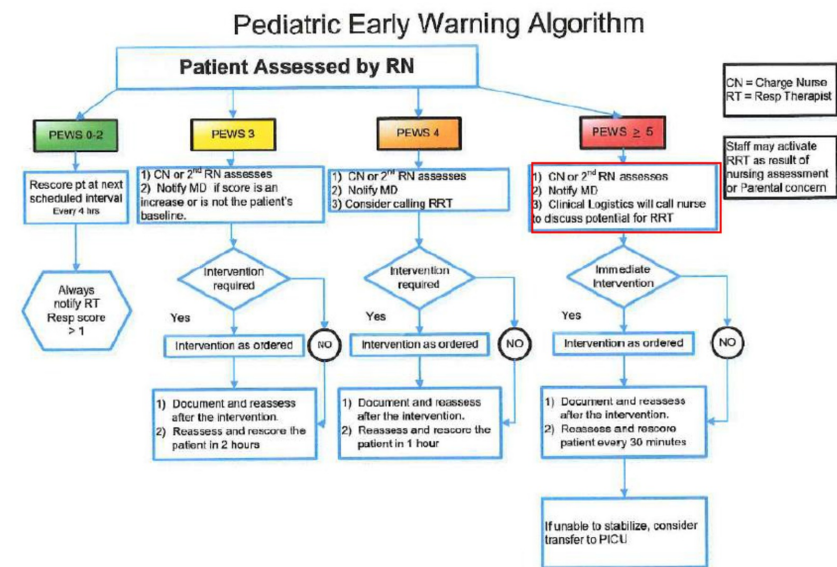 Pediatric Early Warning Algorithm
Patient Assessed by RN
CN = Charge Nurse
RT = Resp Therapist
PEWS 0-2
PEWS 3
PEWS 4
PEWS ≥ 5
Staff may activate
RRT as result of
nursing assessment
or Parental concern
Rescore pt at next
scheduled interval
Every 4 hrs
1) CN or 2nd RN assesses
2) Notify MD if score is an
increase or is not the patient's
baseline.
1) CN or 2nd RN assesses
2) Notify MD
3) Consider calling RRT
1) CN or 2nd RN assesses
2) Notify MD
3) Clinical Logistics will call nurse
to discuss potential for RRT
Always
notify RT
Resp score
> 1
Intervention
required
Yes
Intervention as ordered
NO
Intervention
required
Yes
Intervention as ordered
NO
Immediate
Intervention
Yes
Intervention as ordered
NO
1) Document and reassess
after the intervention.
2) Reassess and rescore the
patient in 2 hours
1) Document and reassess
after the intervention.
2) Reassess and rescore the
patient in 1 hour
1) Document and reassess
after the intervention.
2) Reassess and rescore
patient every 30 minutes
If unable to stabilize, consider
transfer to PICU